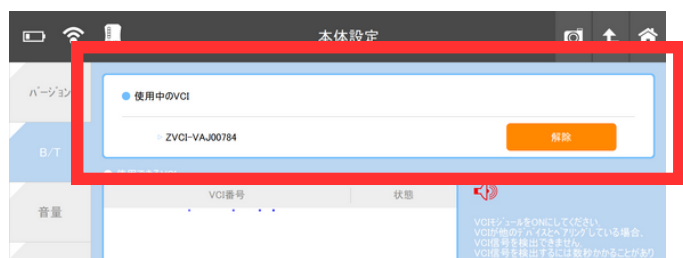 本体設定
バージョン
使用中のVCI
ZVCI-VAJ00784
解除
B/T
VCI番号
状態
音量
VCIモジュールをONにしてください。
VCIが他のデバイスとペアリングしている場合、
VCI信号を検出できません。
VCI信号を検出するには数秒かかることがあり